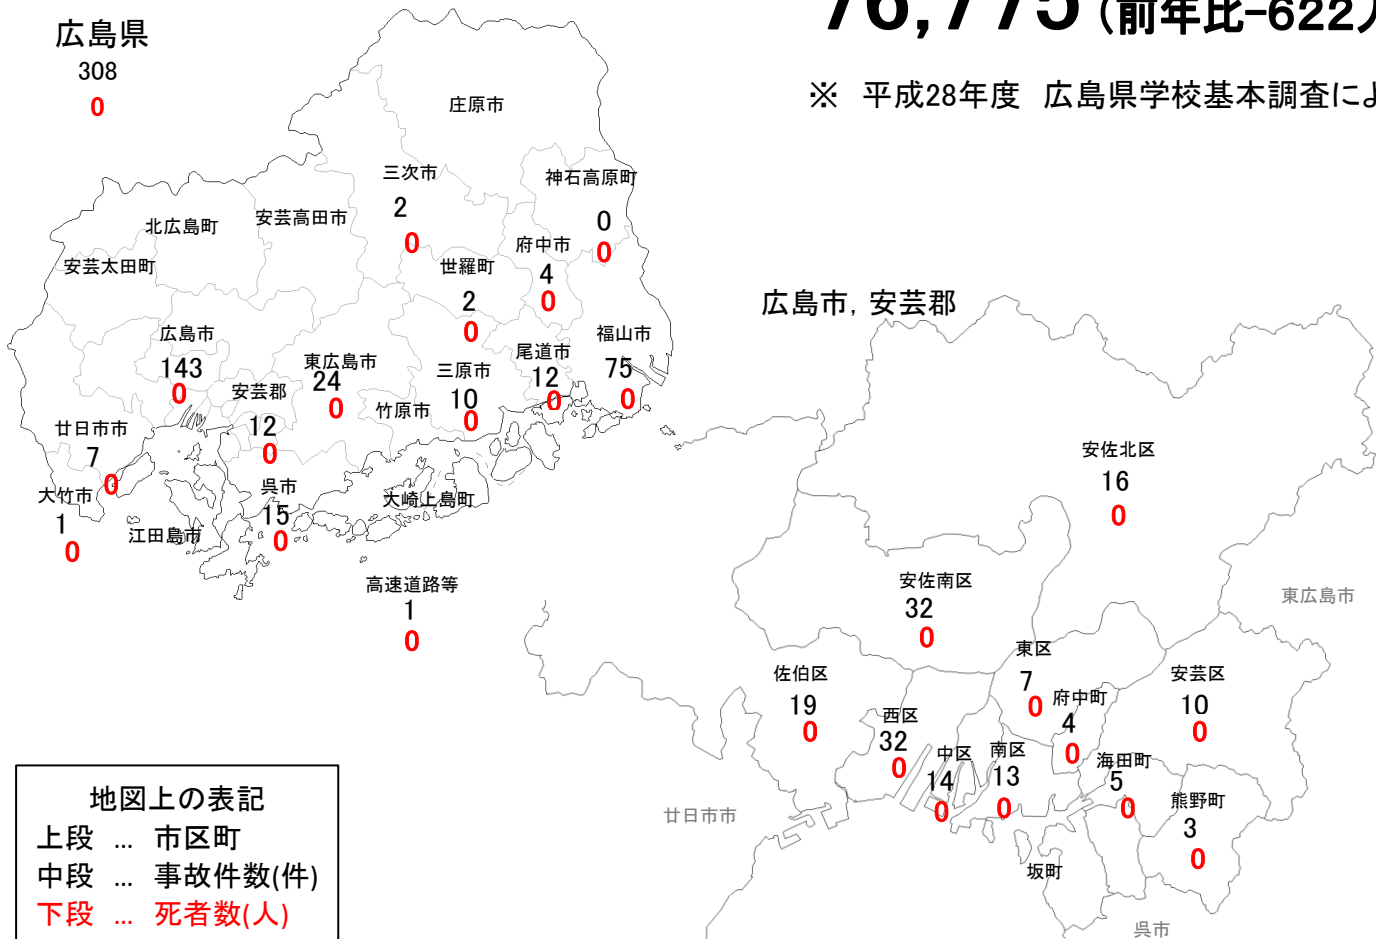 76,775 (前年比-622人
※ 平成28年度 広島県学校基本調査によ
広島県
308
0
庄原市
三次市
2
0
神石高原町
0
0
安芸高田市
北広島町
安芸太田町
府中市
4
0
世羅町
2
0
広島市
143
0
東広島市
24
0
安芸郡
12
0
三原市
10
0
尾道市
12
0
福山市
75
0
竹原市
廿日市市
7
0
大竹市
1
0
江田島市
呉市
15
0
大崎上島町
高速道路等
1
0
広島市, 安芸郡
安佐北区
16
0
安佐南区
32
0
東広島市
東区
7
0
佐伯区
19
0
安芸区
10
0
府中町
4
0
西区
32
0
中区
14
0
南区
13
0
海田町
5
0
熊野町
3
0
廿日市市
坂町
呉市
地図上の表記
上段 … 市区町
中段 … 事故件数(件)
下段 … 死者数(人)